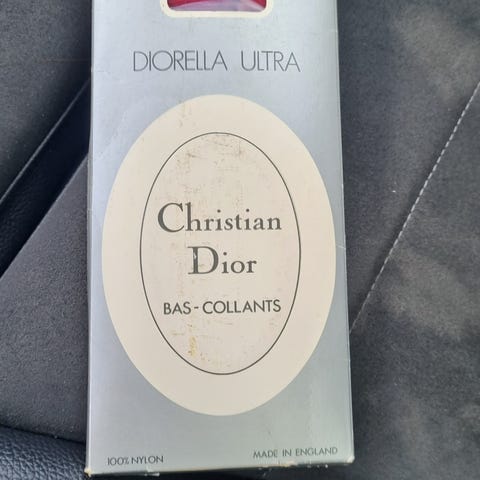 DIORELLA ULTRA
Christian
Dior
BAS-COLLANTS
100% NYLON
MADE IN ENGLAND